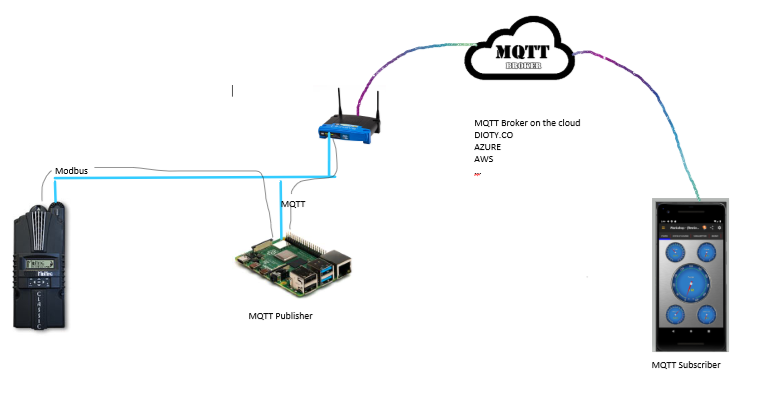 MQTT
BROKER
MQTT Broker on the cloud
DIOTY.CO
AZURE
AWS
...
Modbus
MQTT
MidNite
Classic
MQTT Publisher
MQTT Subscriber